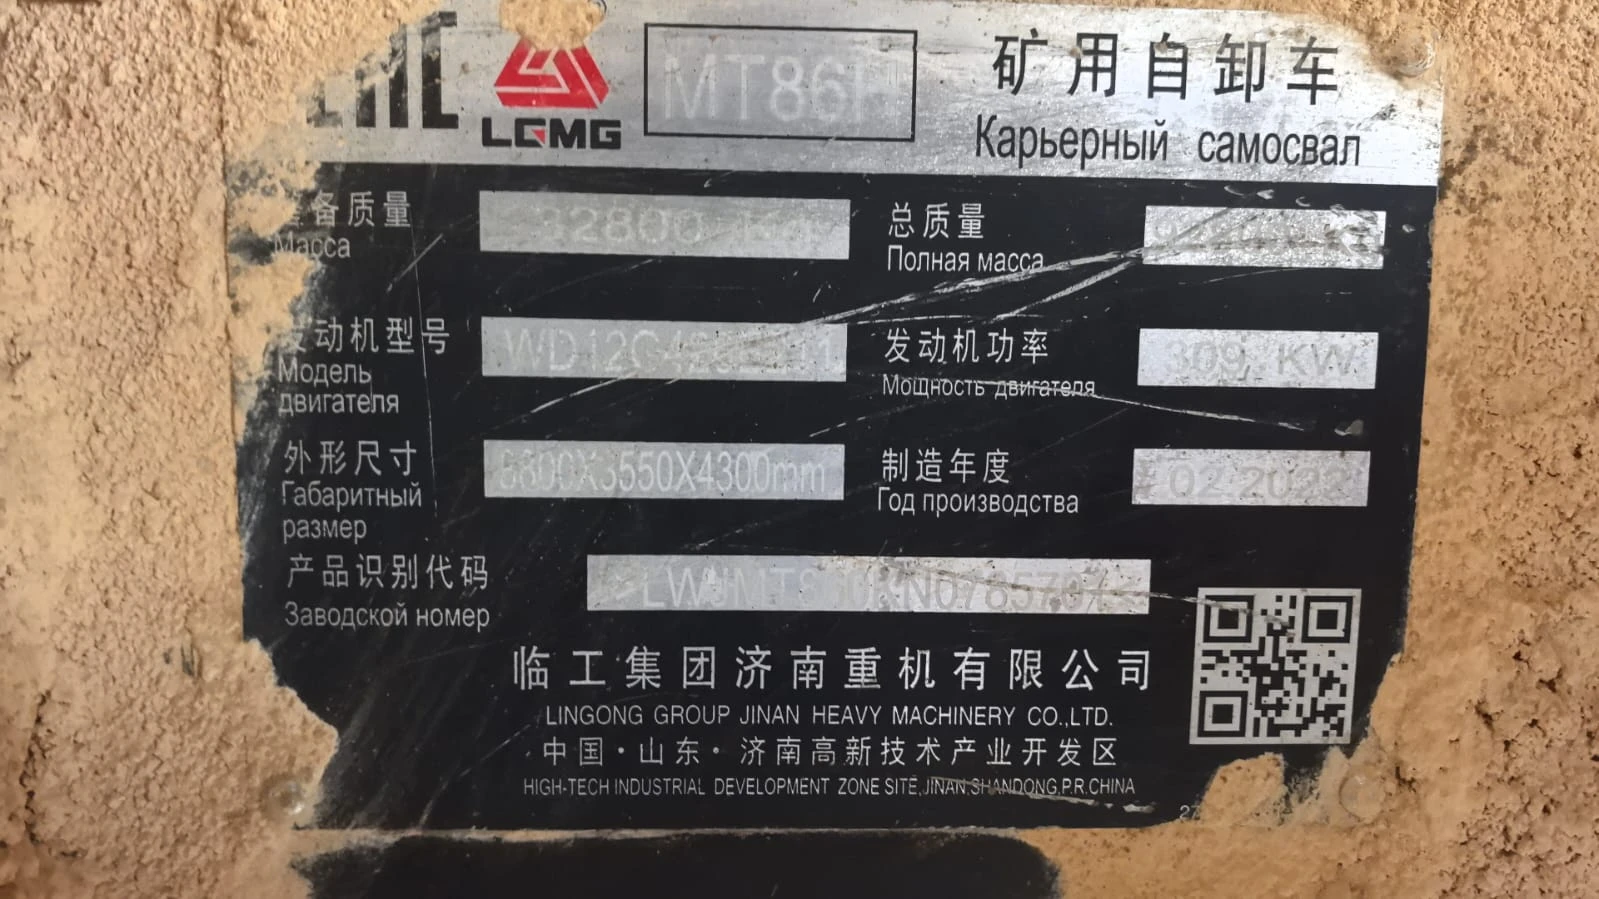 EAC LGMG MT86H 矿用自卸车
Карьерный самосвал
备质量 32800 总质量
Масса Полная масса
发动机型号 发动机功率 309 KW
Модель двигателя Мощность двигателя
外形尺寸 X3550X4300mm 制造年度
Габаритный размер Год производства
产品识别代码
Заводской номер
临工集团济南重机有限公司
LINGONG GROUP JINAN HEAVY MACHINERY CO.,LTD.
中国·山东·济南高新技术产业开发区
HIGH-TECH INDUSTRIAL DEVELOPMENT ZONE SITE,JINAN,SHANDONG,P.R.CHINA